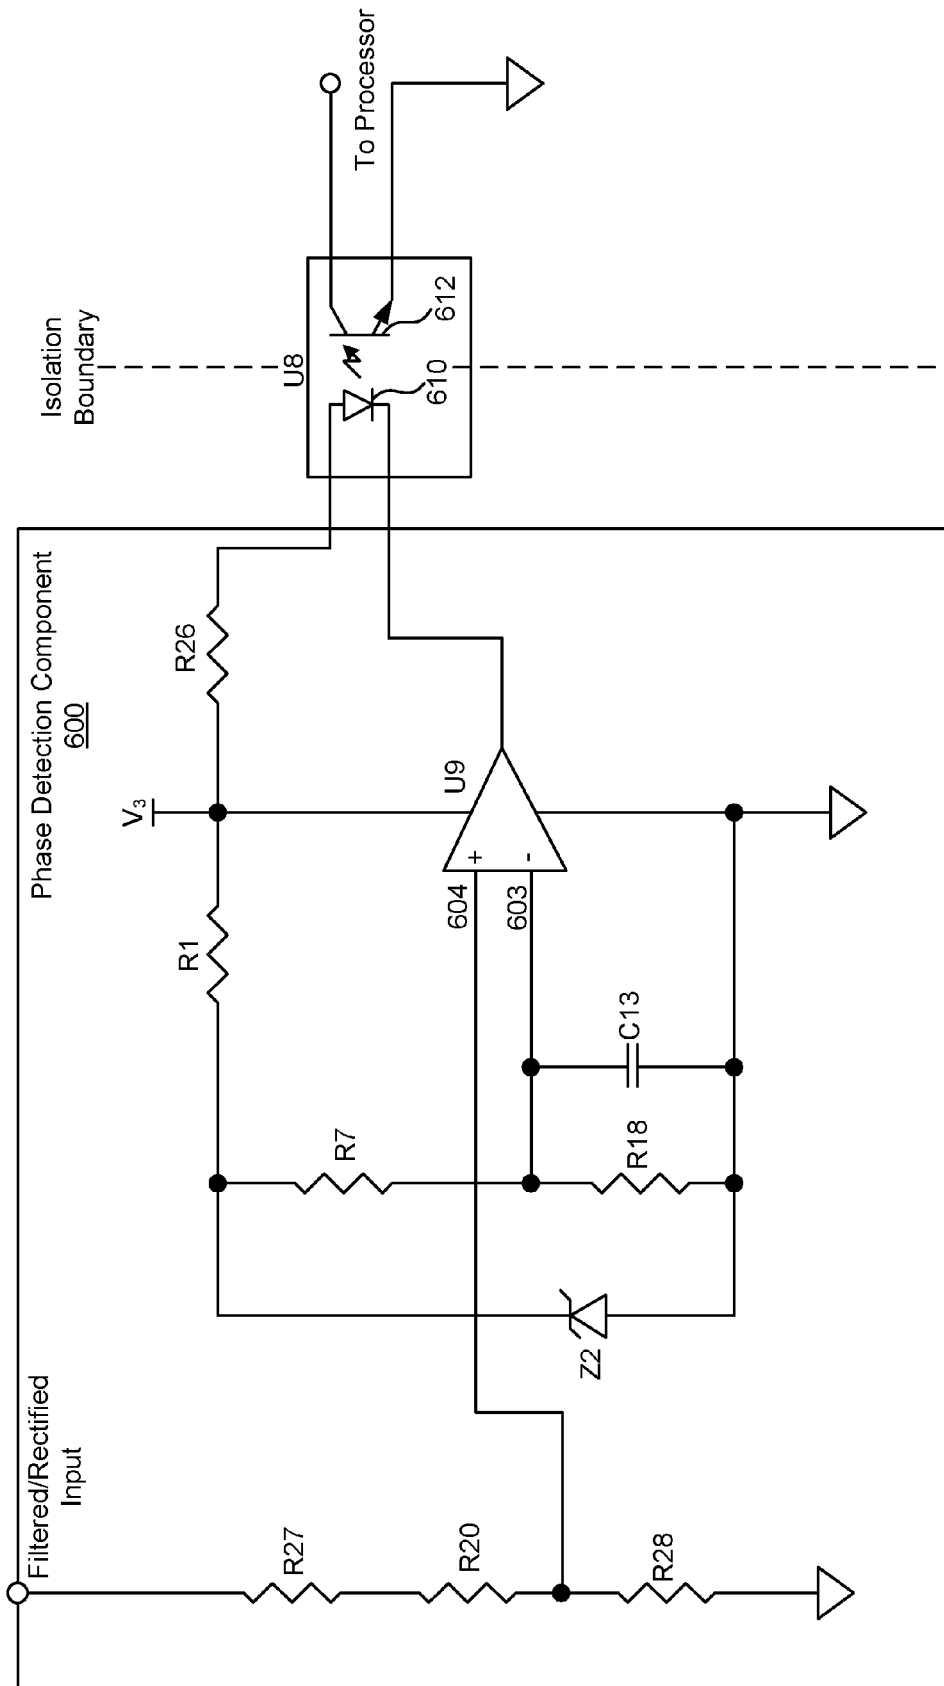 Filtered/Rectified
Input
Phase Detection Component
600
Isolation
Boundary
V3
R1
R26
R7
R27
R20
R28
Z2
R18
C13
604
603
+
-
U9
U8
610
612
To Processor